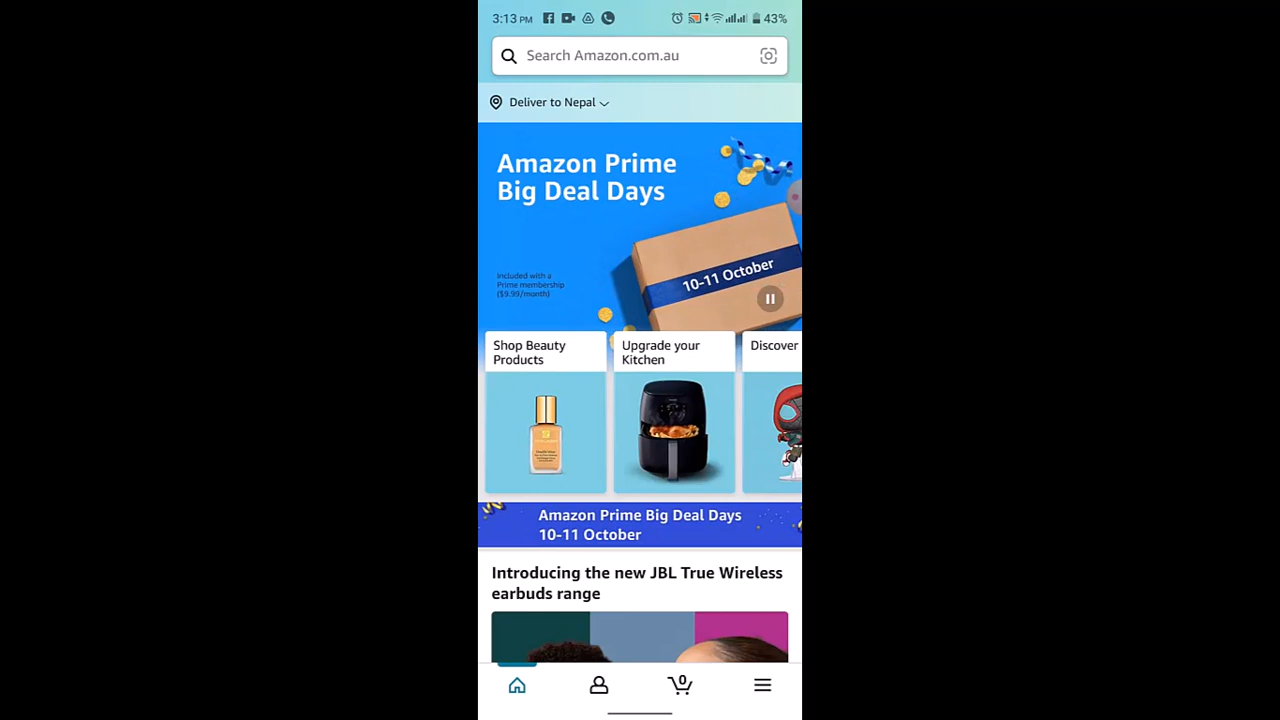 3:13 PM
43%
Search Amazon.com.au
Deliver to Nepal
Amazon Prime
Big Deal Days
Included with a
Prime membership
($9.99/month)
10-11 October
Shop Beauty
Products
Upgrade your
Kitchen
Discover
Amazon Prime Big Deal Days
10-11 October
Introducing the new JBL True Wireless
earbuds range
0